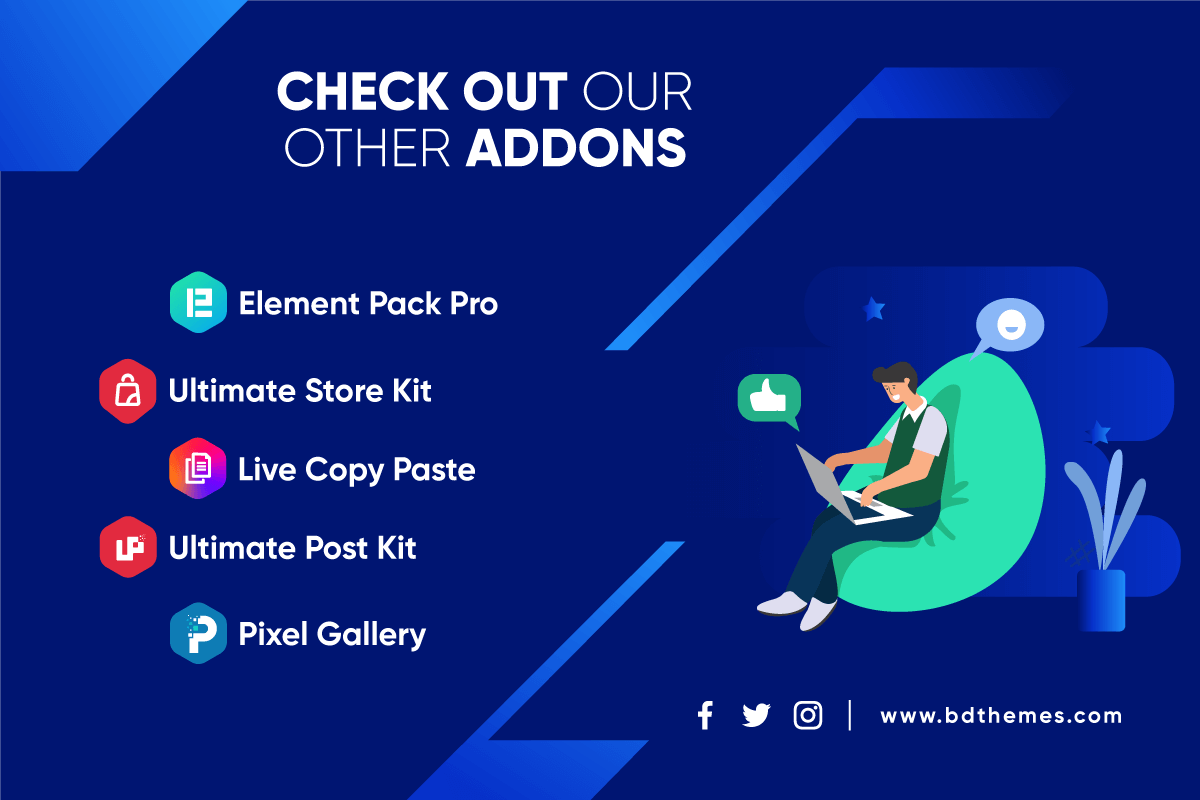 CHECK OUT OUR
OTHER ADDONS
Element Pack Pro
Ultimate Store Kit
Live Copy Paste
Ultimate Post Kit
Pixel Gallery
www.bdthemes.com